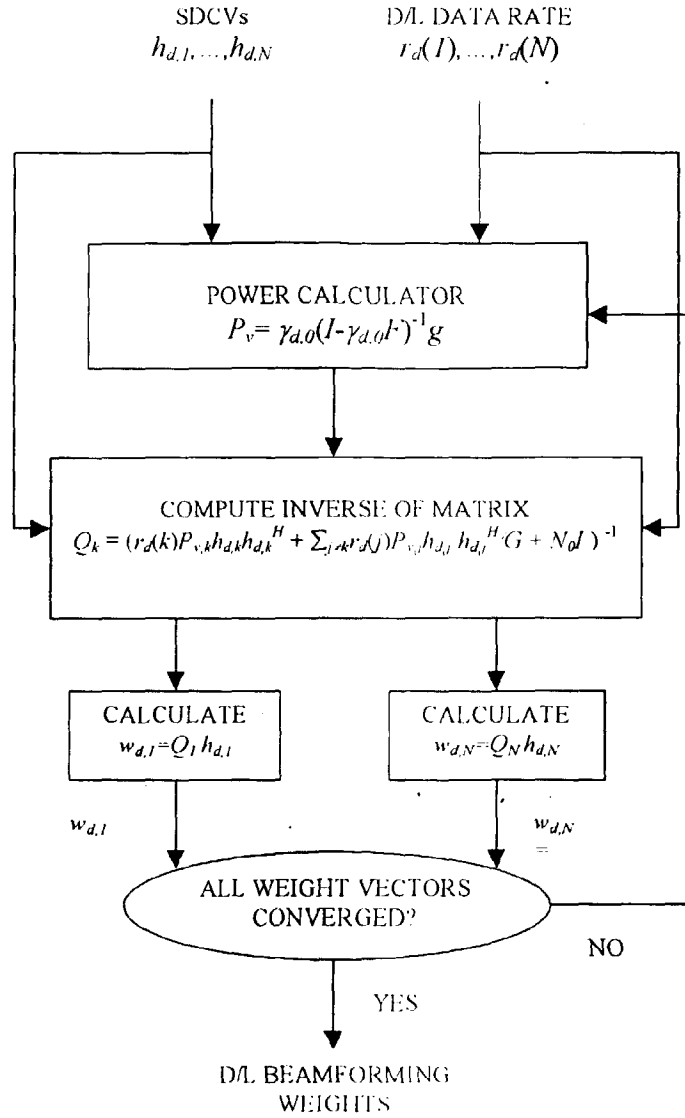 SDCVs
h_{d,1},...,h_{d,N}
D/L DATA RATE
r_d(1),...,r_d(N)
POWER CALCULATOR
P_v= γ_{d,0}(I-γ_{d,0}F)^{-1}g
COMPUTE INVERSE OF MATRIX
Q_k = (r_d(k)P_{v,k}h_{d,k}h_{d,k}^H + ∑_{j≠k}r_d(j)P_{v,j}h_{d,j} h_{d,j}^H/G + N_0I)^{-1}
CALCULATE
w_{d,1}=Q_1 h_{d,1}
CALCULATE
w_{d,N}=Q_N h_{d,N}
w_{d,1}
w_{d,N}
=
ALL WEIGHT VECTORS
CONVERGED?
NO
YES
D/L BEAMFORMING
WEIGHTS